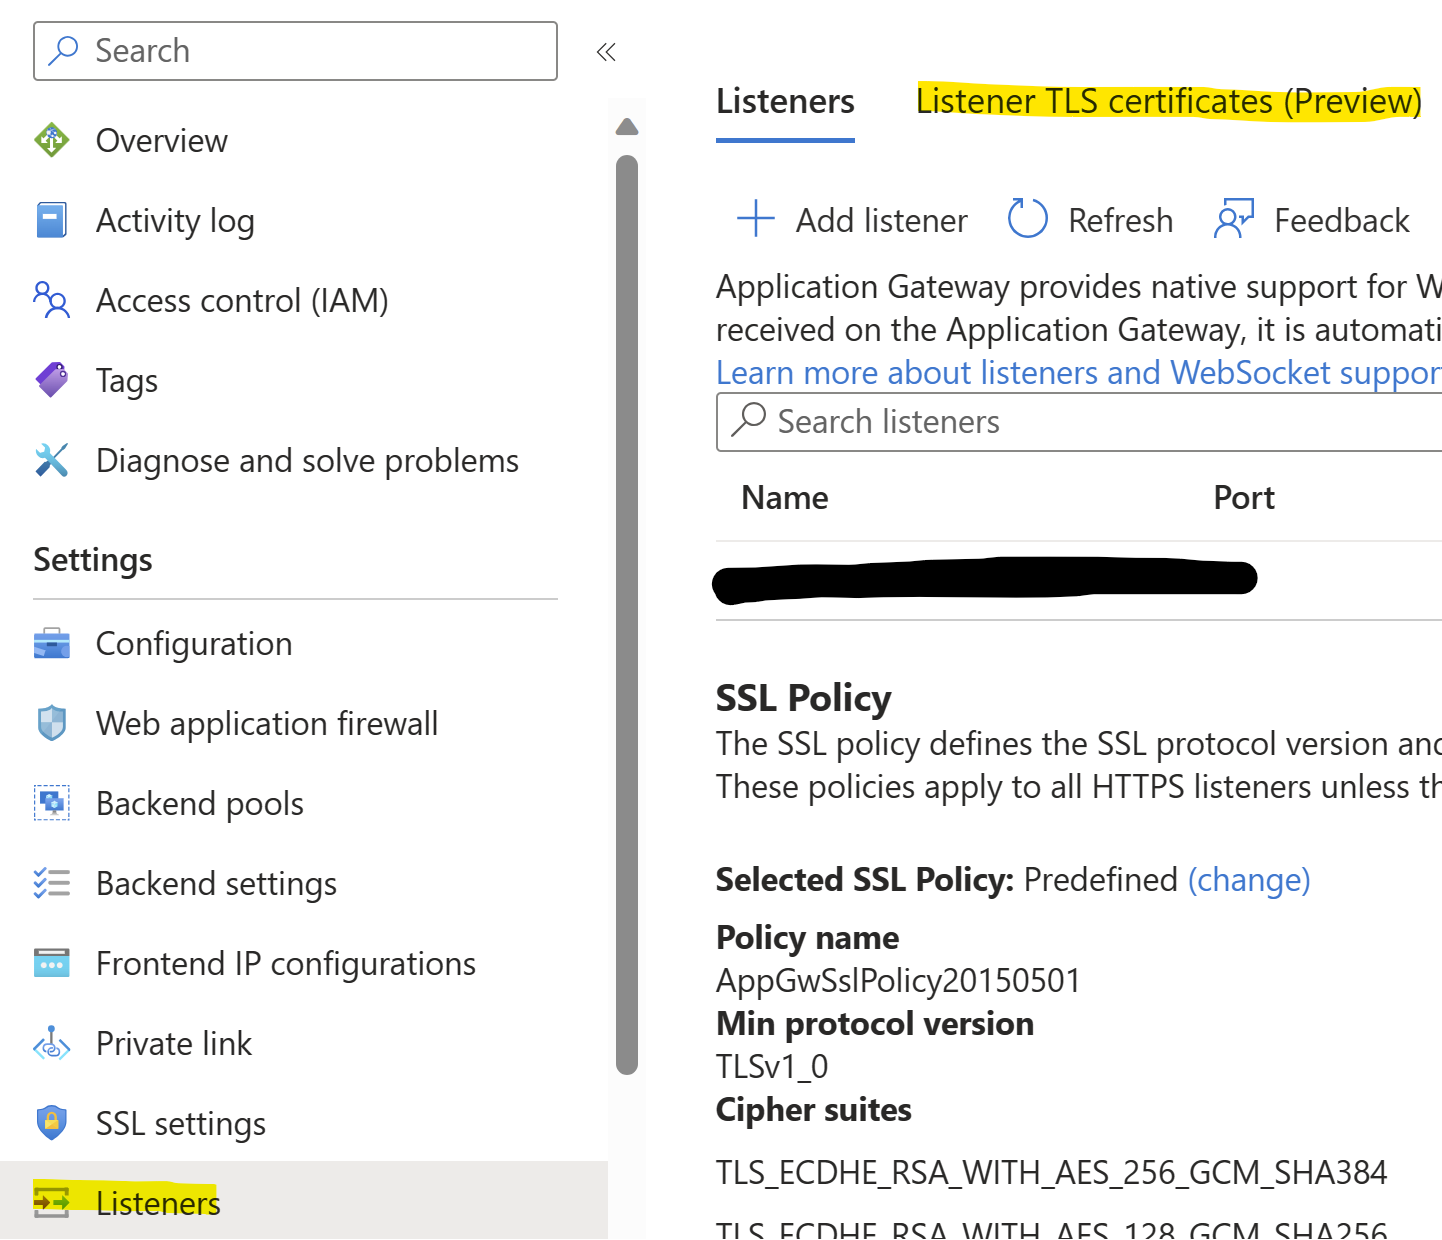 Search
Overview
Activity log
Access control (IAM)
Tags
Diagnose and solve problems
Settings
Configuration
Web application firewall
Backend pools
Backend settings
Frontend IP configurations
Private link
SSL settings
Listeners
Listeners Listener TLS certificates (Preview)
Add listener Refresh Feedback
Application Gateway provides native support for W
received on the Application Gateway, it is automati
Learn more about listeners and WebSocket suppor
Search listeners
Name Port
SSL Policy
The SSL policy defines the SSL protocol version and
These policies apply to all HTTPS listeners unless th
Selected SSL Policy: Predefined (change)
Policy name
AppGwSslPolicy20150501
Min protocol version
TLSv1_0
Cipher suites
TLS_ECDHE_RSA_WITH_AES_256_GCM_SHA384
TLS_ECDHE_RSA_WITH_AES_128_GCM_SHA256